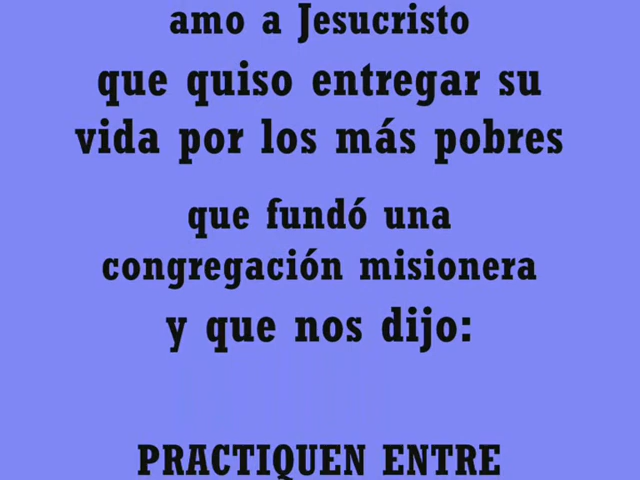 amo a Jesucristo
que quiso entregar su
vida por los más pobres
que fundó una
congregación misionera
y que nos dijo:
PRACTIQUEN ENTRE